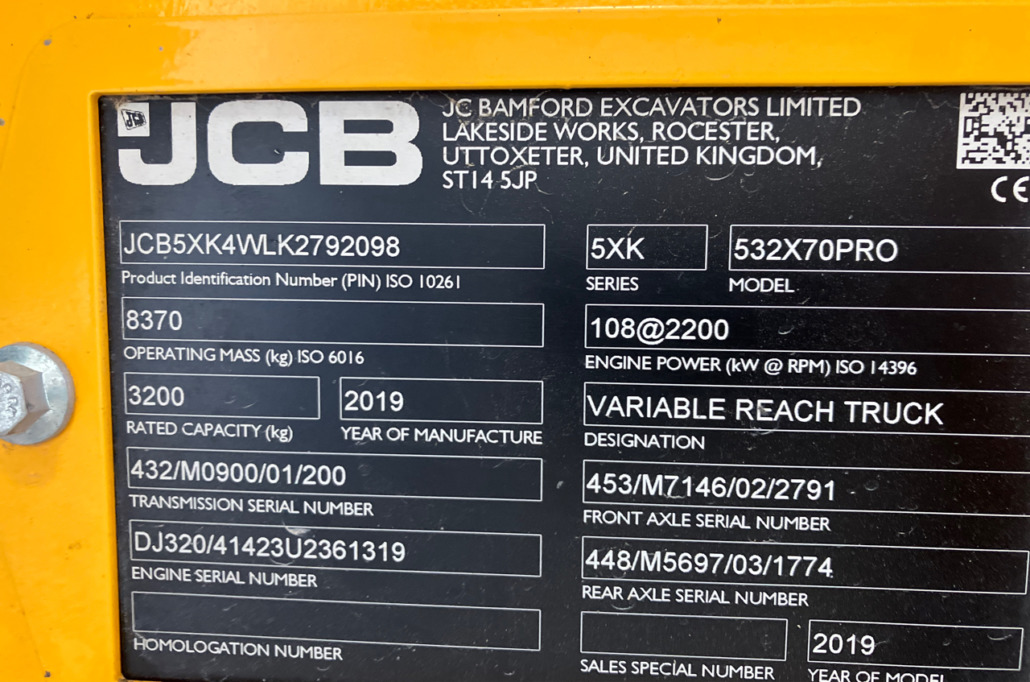 JCB
JC BAMFORD EXCAVATORS LIMITED
LAKESIDE WORKS, ROCESTER,
UTTOXETER, UNITED KINGDOM,
ST14 5JP
CE
JCB5XK4WLK2792098
Product Identification Number (PIN) ISO 10261
5XK
SERIES
532X70PRO
MODEL
8370
OPERATING MASS (kg) ISO 6016
108@2200
ENGINE POWER (kW @ RPM) ISO 14396
3200
RATED CAPACITY (kg)
2019
YEAR OF MANUFACTURE
VARIABLE REACH TRUCK
DESIGNATION
432/M0900/01/200
TRANSMISSION SERIAL NUMBER
453/M7146/02/2791
FRONT AXLE SERIAL NUMBER
DJ320/41423U2361319
ENGINE SERIAL NUMBER
448/M5697/03/1774
REAR AXLE SERIAL NUMBER
HOMOLOGATION NUMBER
SALES SPECIAL NUMBER
2019
YEAR OF MODEL